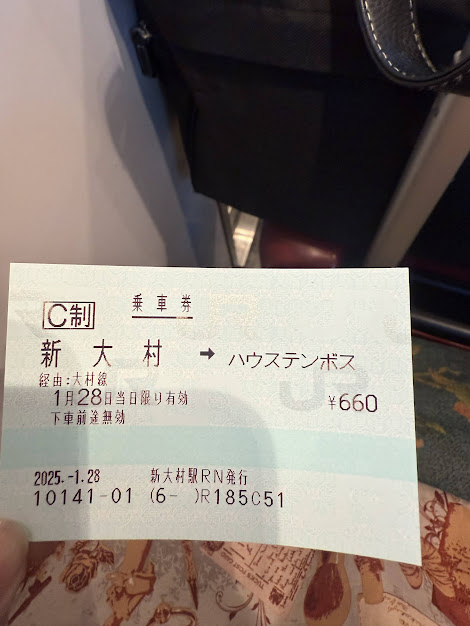 C制 乗車券
新大村 → ハウステンボス
経由:大村線
1月28日当日限り有効 ¥660
下車前途無効
2025.-1.28 新大村駅RN発行
10141-01 (6- )R185C51